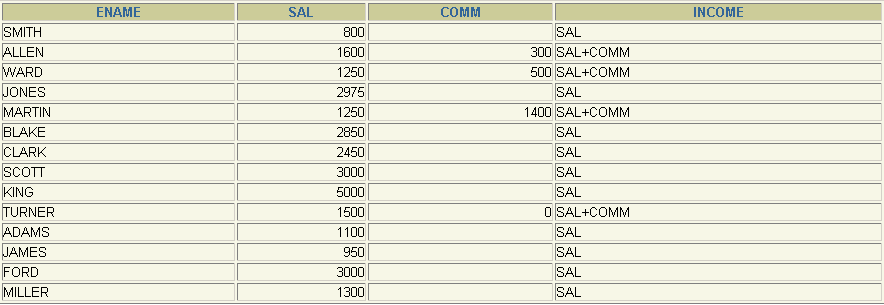 ENAME SAL COMM INCOME
SMITH 800 SAL
ALLEN 1600 300 SAL+COMM
WARD 1250 500 SAL+COMM
JONES 2975 SAL
MARTIN 1250 1400 SAL+COMM
BLAKE 2850 SAL
CLARK 2450 SAL
SCOTT 3000 SAL
KING 5000 SAL
TURNER 1500 0 SAL+COMM
ADAMS 1100 SAL
JAMES 950 SAL
FORD 3000 SAL
MILLER 1300 SAL